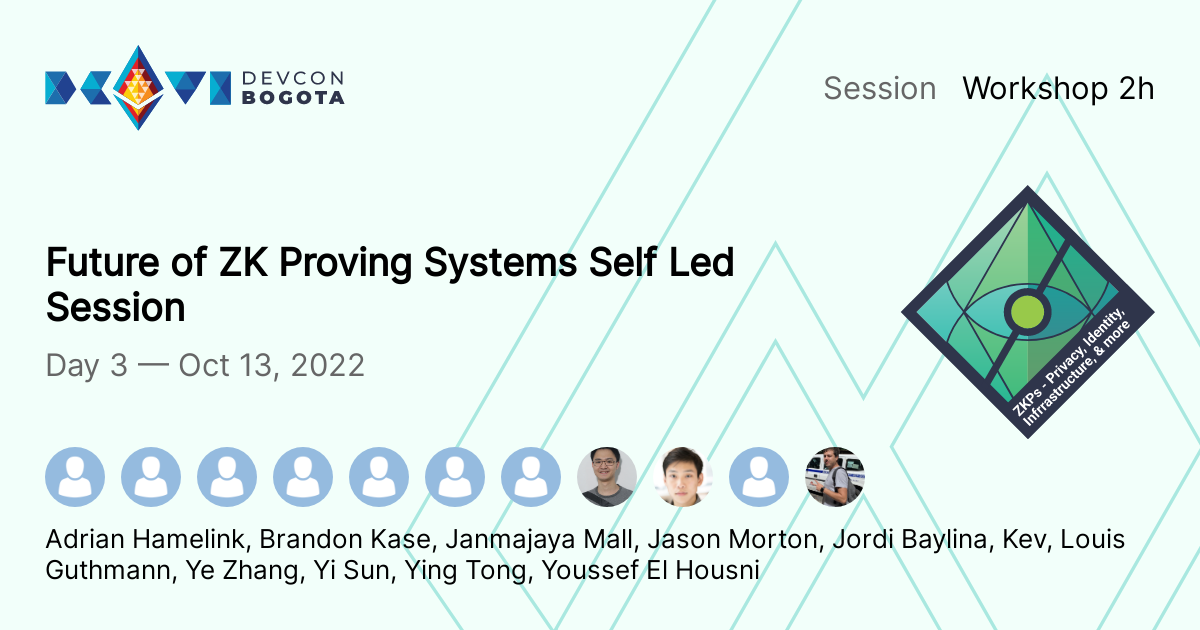 DEVCON
BOGOTA
Session Workshop 2h
Future of ZK Proving Systems Self Led
Session
Day 3 — Oct 13, 2022
ZKPs - Privacy, Identity,
Infrrastructure, & more
Adrian Hamelink, Brandon Kase, Janmajaya Mall, Jason Morton, Jordi Baylina, Kev, Louis
Guthmann, Ye Zhang, Yi Sun, Ying Tong, Youssef El Housni